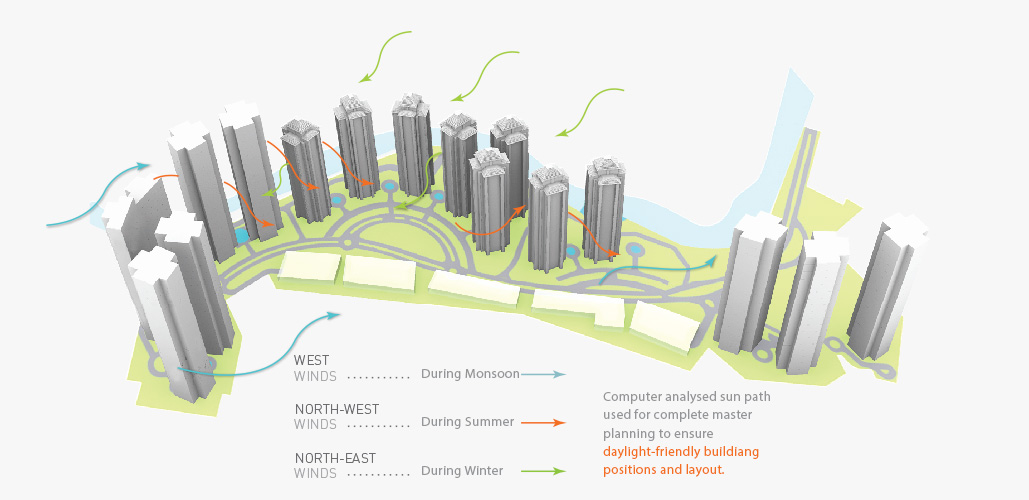 WEST
WINDS ........... During Monsoon
NORTH-WEST
WINDS ........... During Summer
NORTH-EAST
WINDS ........... During Winter
Computer analysed sun path
used for complete master
planning to ensure
daylight-friendly buildiang
positions and layout.